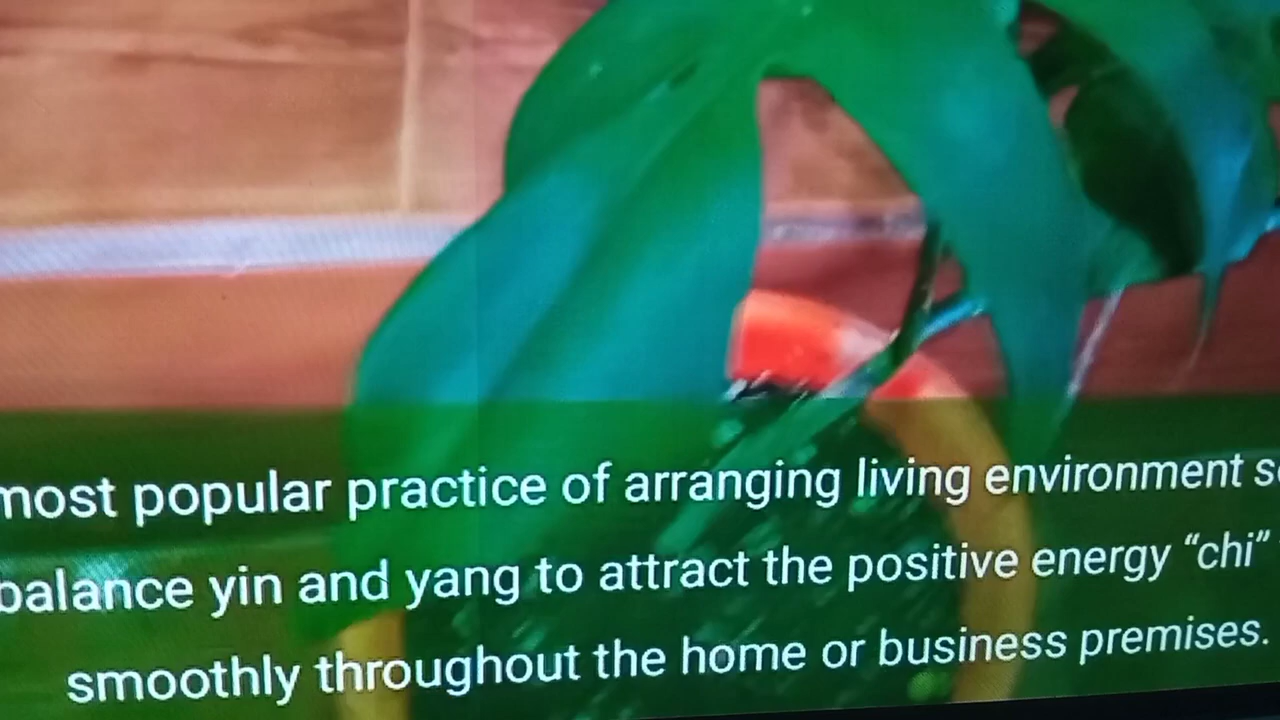 most popular practice of arranging living environment
balance yin and yang to attract the positive energy “chi”
smoothly throughout the home or business premises.